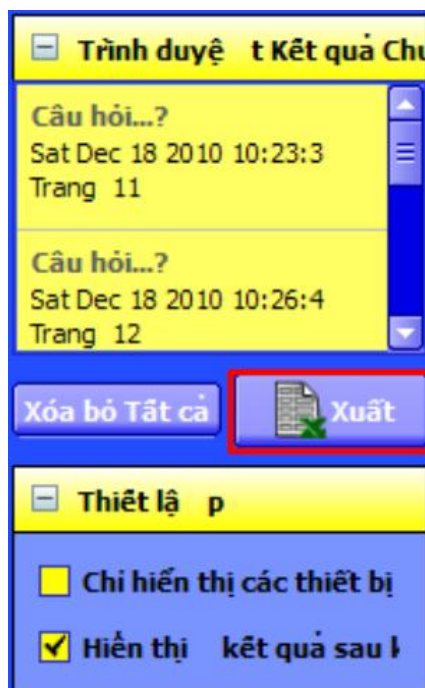 Trình duyệ t Kết quả Chu
Câu hỏi...?
Sat Dec 18 2010 10:23:3
Trang 11
Câu hỏi...?
Sat Dec 18 2010 10:26:4
Trang 12
Xóa bỏ Tất cả
Xuất
Thiết lậ p
Chỉ hiển thị các thiết bị
Hiển thị kết quả sau k